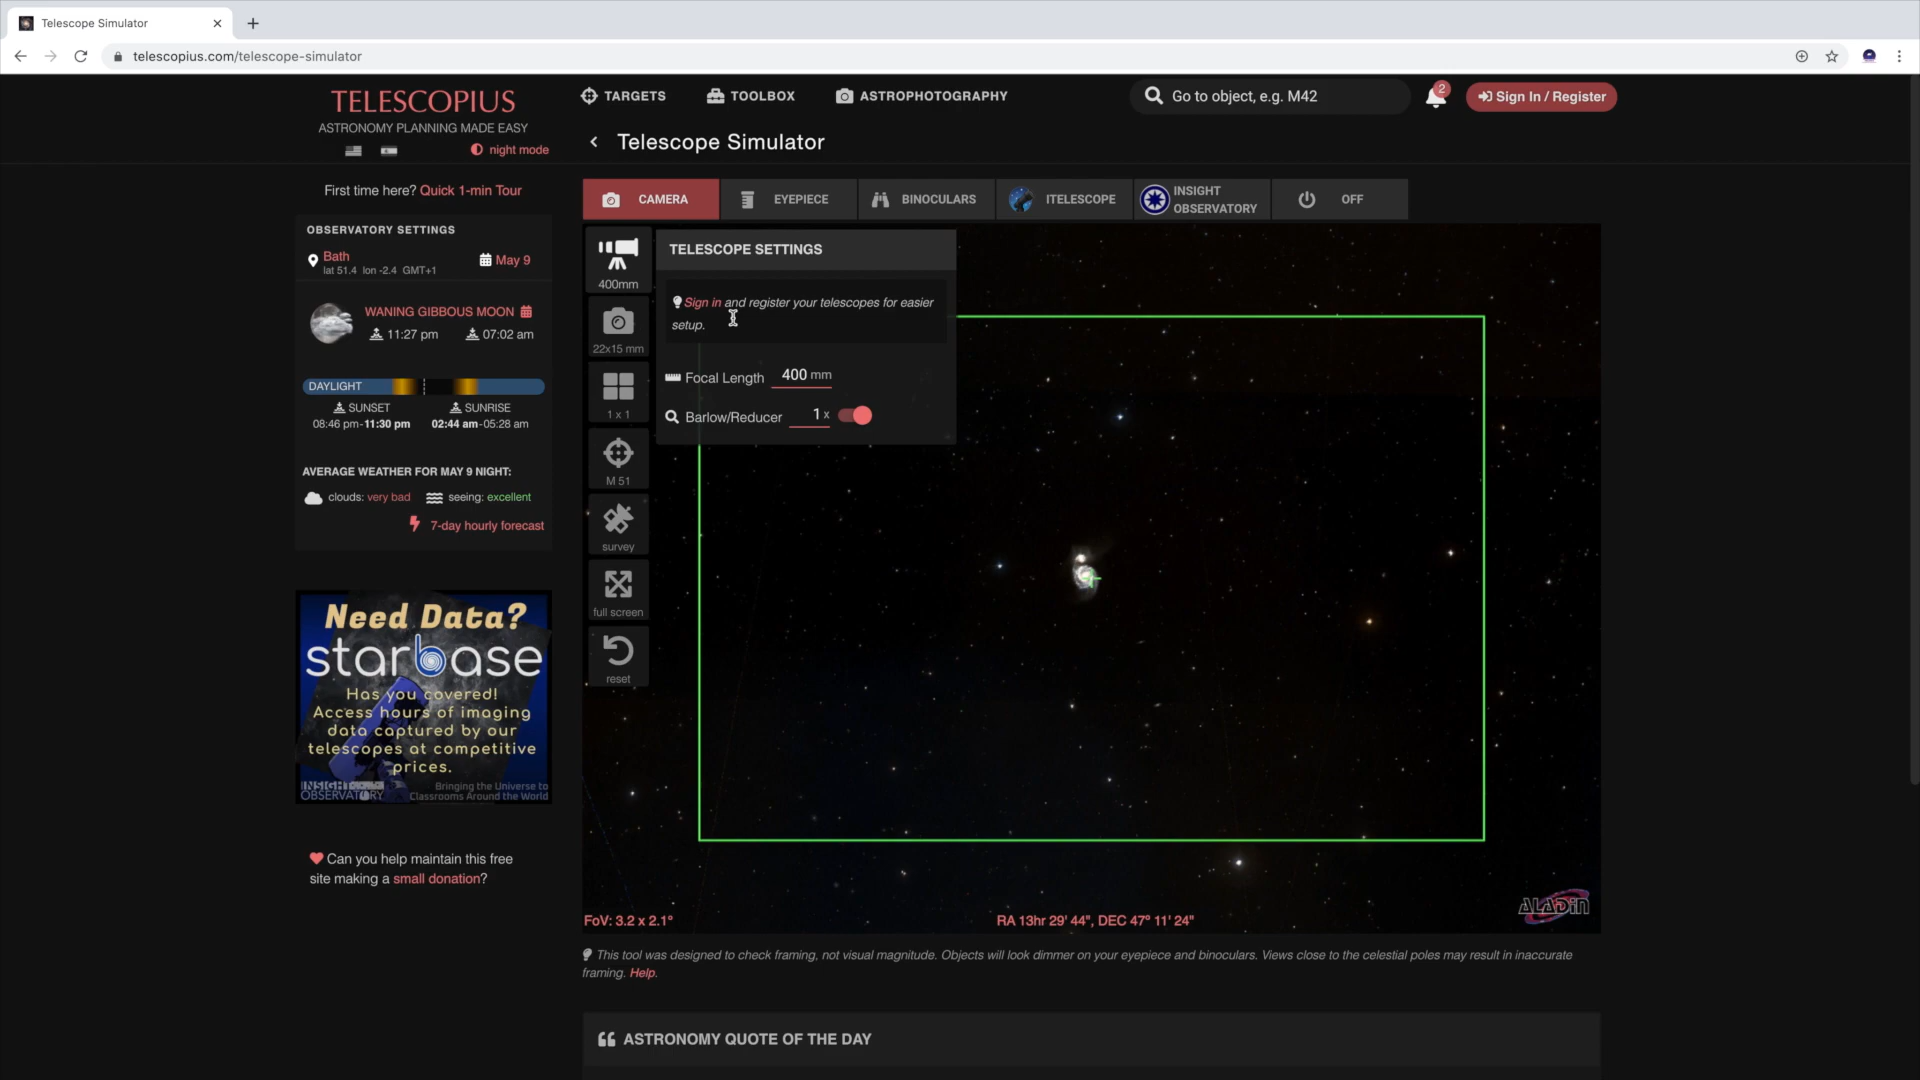 Telescope Simulator
telescopius.com/telescope-simulator
TELESCOPIUS
ASTRONOMY PLANNING MADE EASY
night mode
TARGETS
TOOLBOX
ASTROPHOTOGRAPHY
Go to object, e.g. M42
2
Sign In / Register
Telescope Simulator
First time here? Quick 1-min Tour
OBSERVATORY SETTINGS
Bath
lat 51.4 lon -2.4 GMT+1
May 9
WANING GIBBOUS MOON
11:27 pm
07:02 am
DAYLIGHT
SUNSET
08:46 pm-11:30 pm
SUNRISE
02:44 am-05:28 am
AVERAGE WEATHER FOR MAY 9 NIGHT:
clouds: very bad
seeing: excellent
7-day hourly forecast
Need Data?
starbase
Has you covered!
Access hours of imaging
data captured by our
telescopes at competitive
prices.
INSIGHT
OBSERVATORY
Bringing the Universe to
Classrooms Around the World
Can you help maintain this free
site making a small donation?
CAMERA
EYEPIECE
BINOCULARS
ITELESCOPE
INSIGHT
OBSERVATORY
OFF
400mm
22x15 mm
1 x 1
M 51
survey
full screen
reset
TELESCOPE SETTINGS
Sign in and register your telescopes for easier
setup.
Focal Length 400 mm
Barlow/Reducer 1 x
FoV: 3.2 x 2.1°
RA 13hr 29' 44", DEC 47° 11' 24"
ALADIN
This tool was designed to check framing, not visual magnitude. Objects will look dimmer on your eyepiece and binoculars. Views close to the celestial poles may result in inaccurate
framing. Help.
ASTRONOMY QUOTE OF THE DAY